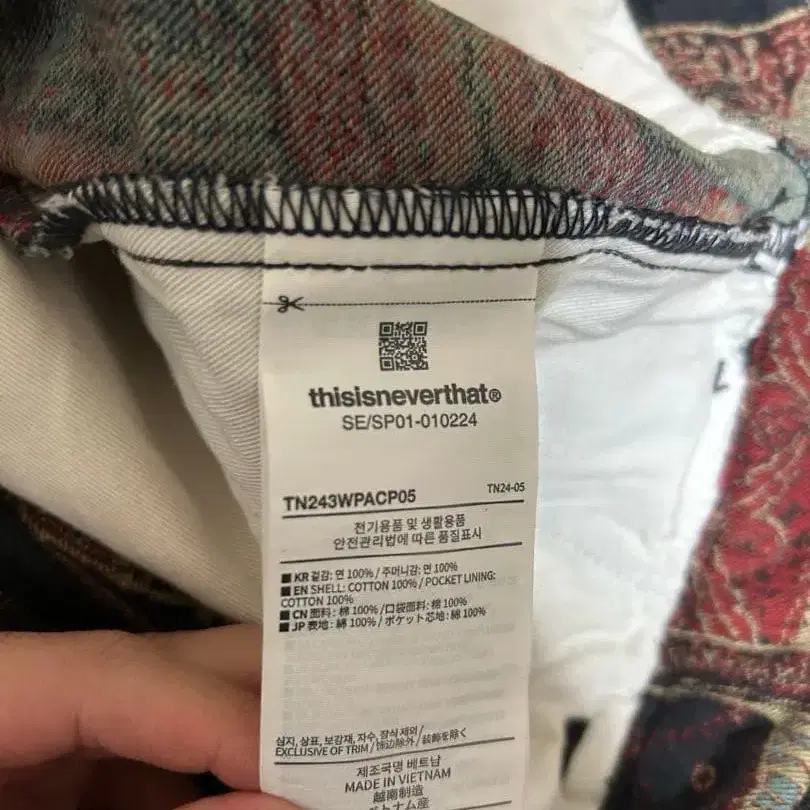 thisisneverthat®
SE/SP01-010224
TN243WPACP05 TN24-05
전기용품 및 생활용품
안전관리법에 따른 품질표시
■ KR 겉감: 면 100% / 주머니감: 면 100%
■ EN SHELL: COTTON 100% / POCKET LINING:
COTTON 100%
■ CN 面料: 棉 100% / 口袋面料: 棉 100%
■ JP 表地: 綿 100% / ポケット芯地: 綿 100%
심지, 상표, 보강재, 자수, 장식 제외 /
EXCLUSIVE OF TRIM / 饰边除外 / 装飾を除く
제조국명 베트남
MADE IN VIETNAM
越南制造
ベトナム産
L